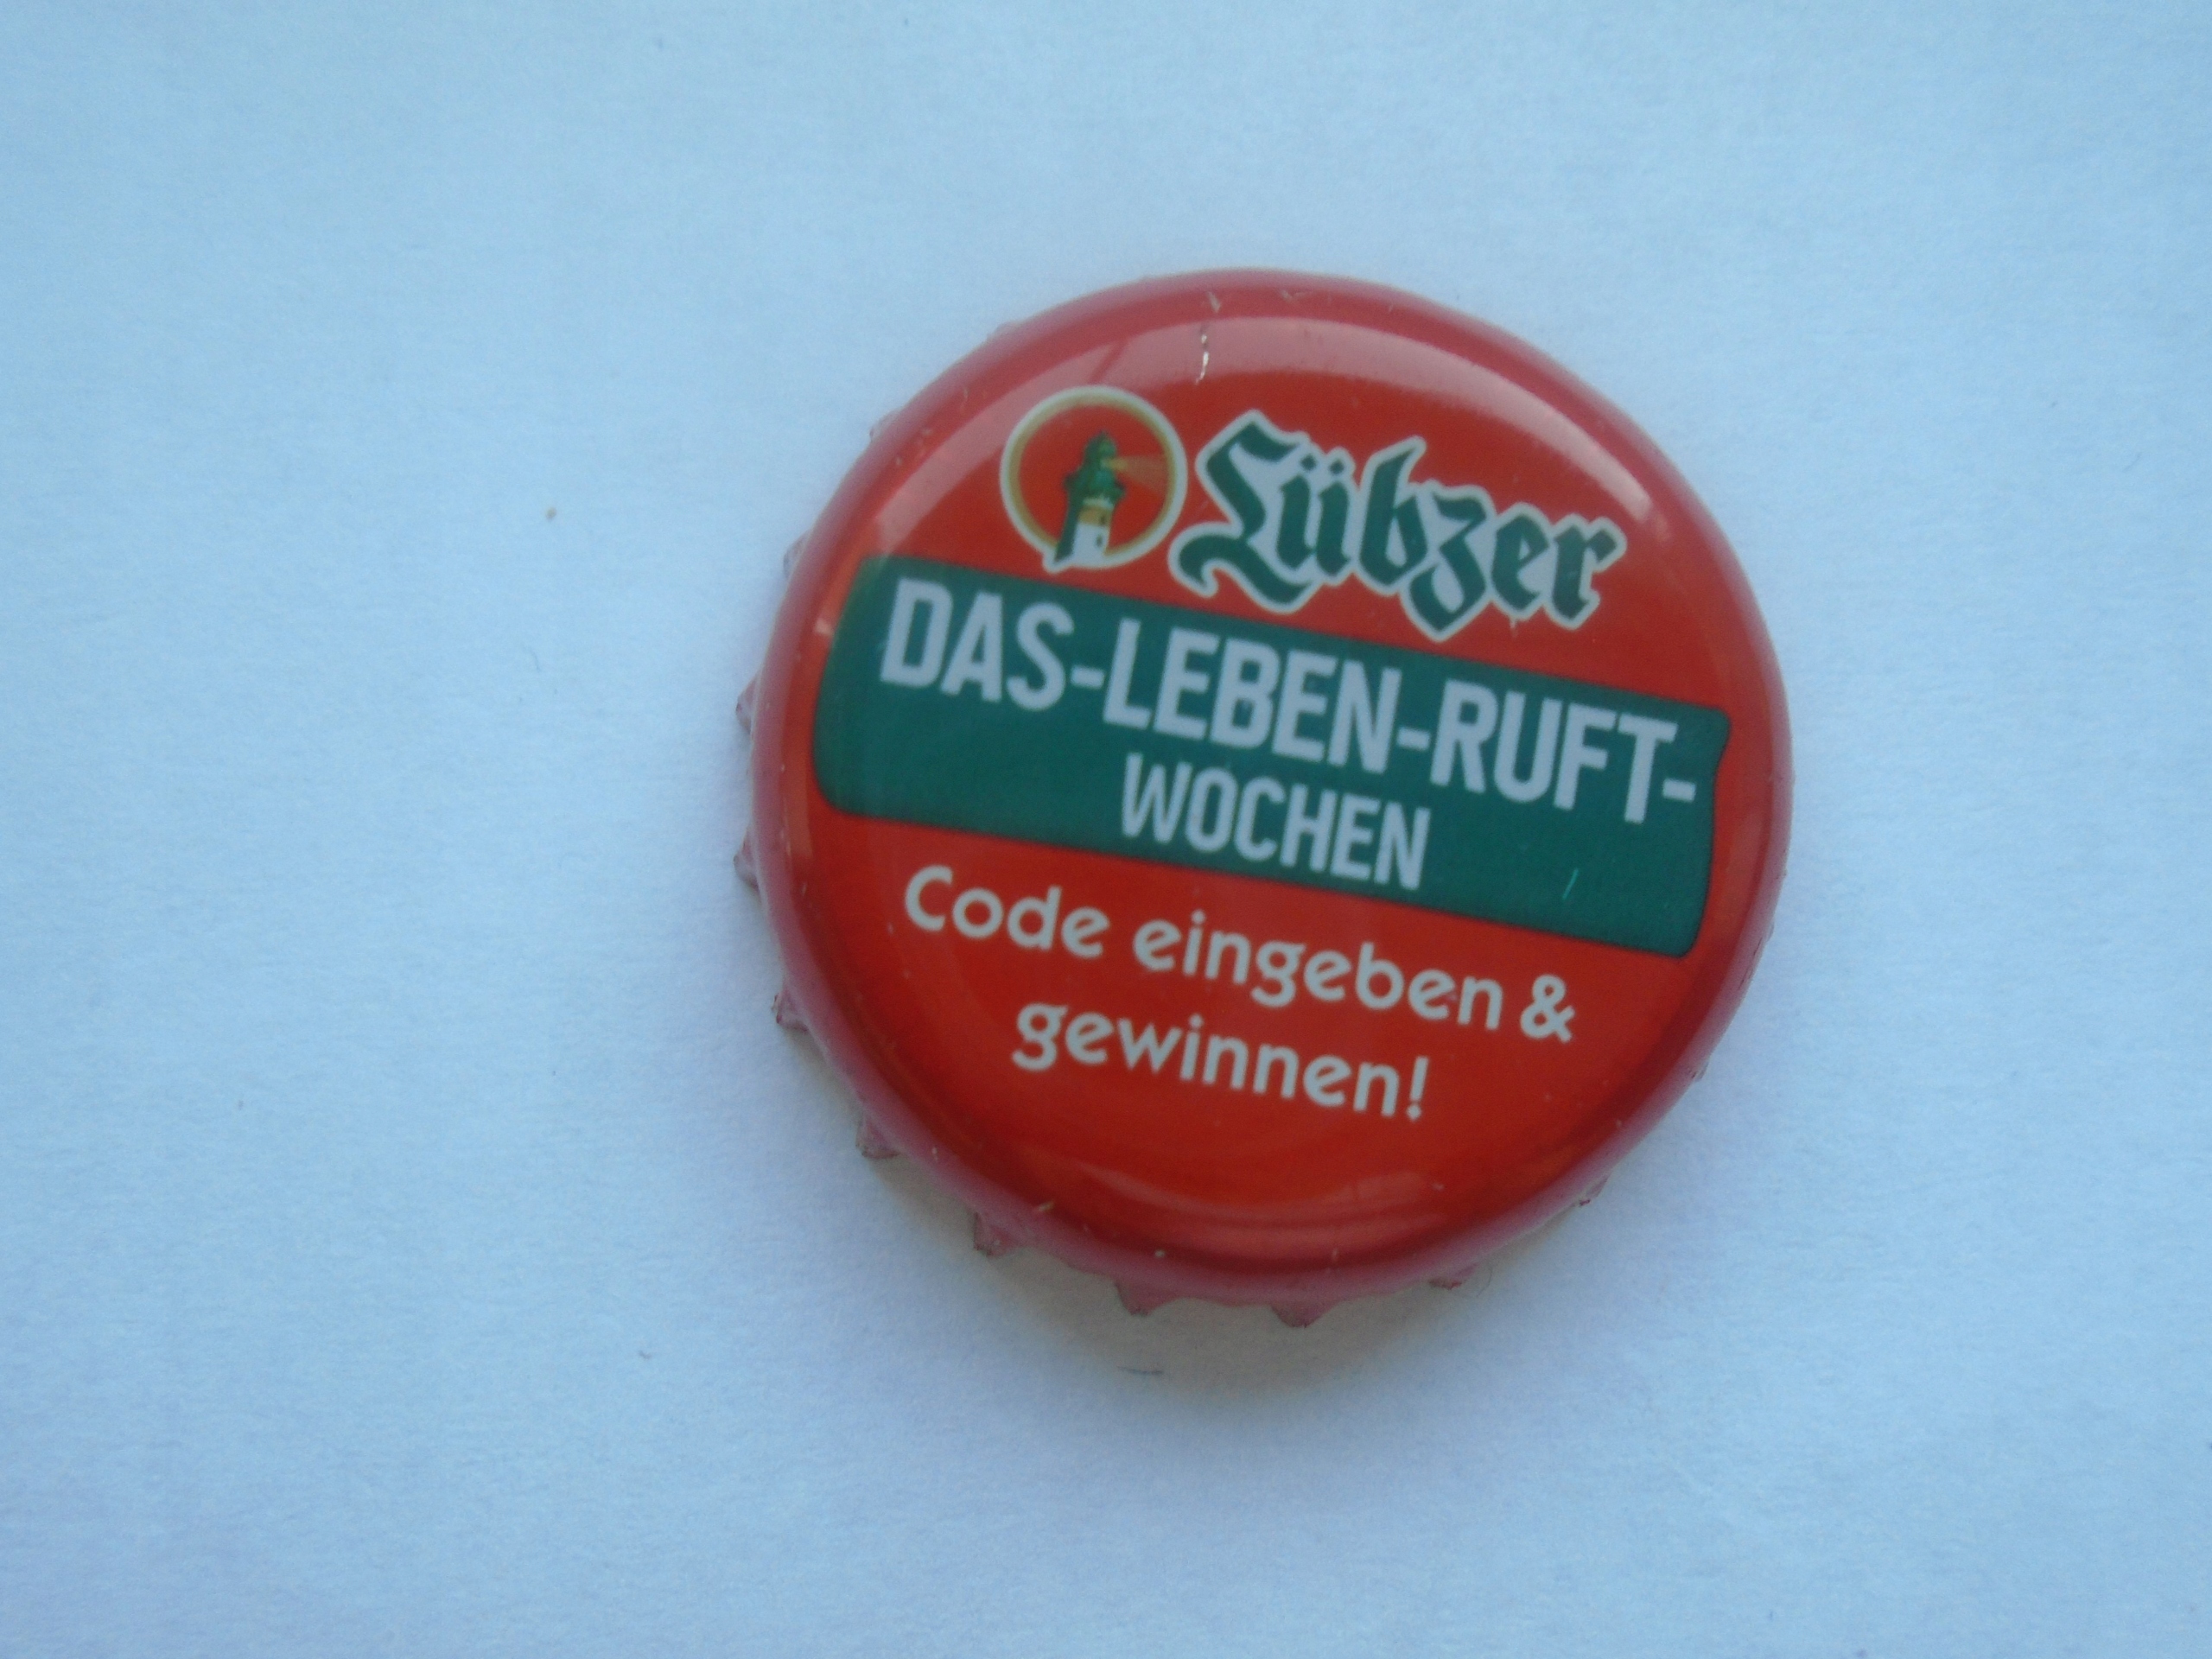 Lübzer
DAS-LEBEN-RUFT-
WOCHEN
Code eingeben &
gewinnen!